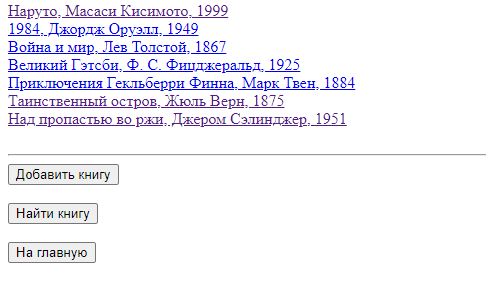 Наруто, Масаси Кисимото, 1999
1984, Джордж Оруэлл, 1949
Война и мир, Лев Толстой, 1867
Великий Гэтсби, Ф. С. Фицджеральд, 1925
Приключения Гекльберри Финна, Марк Твен, 1884
Таинственный остров, Жюль Верн, 1875
Над пропастью во ржи, Джером Сэлинджер, 1951
Добавить книгу
Найти книгу
На главную